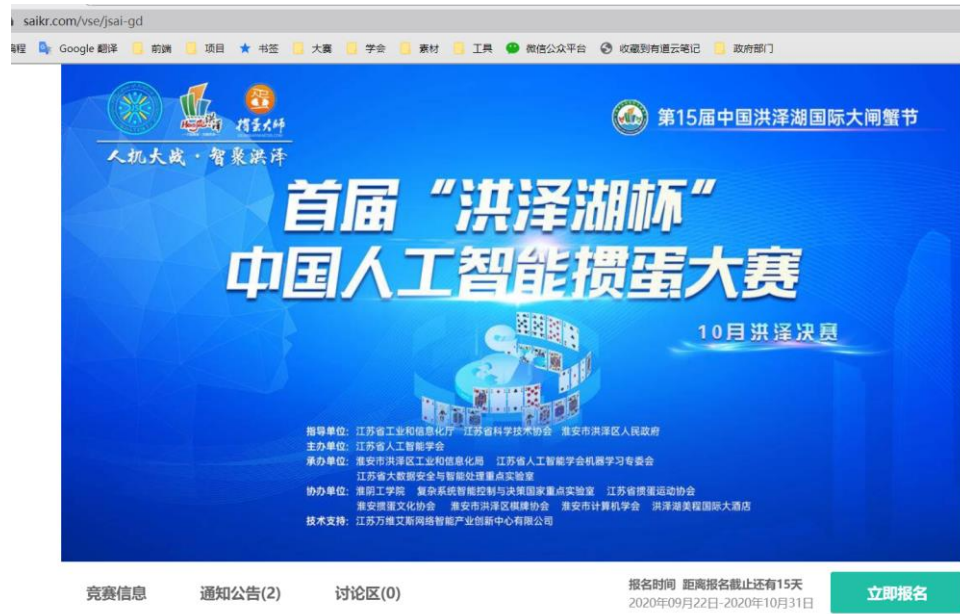 saikr.com/vse/jsai-gd
Google 翻译 前端 项目 书签 大赛 学会 素材 工具 微信公众平台 收藏到有道云笔记 政府部门
指蛋大师
第15届中国洪泽湖国际大闸蟹节
人机大战·智聚洪泽
首届“洪泽湖杯”
中国人工智能掼蛋大赛
10月洪泽决赛
指导单位：江苏省工业和信息化厅 江苏省科学技术协会 淮安市洪泽区人民政府
主办单位：江苏省人工智能学会
承办单位：淮安市洪泽区工业和信息化局 江苏省人工智能学会机器学习专委会
江苏省大数据安全与智能处理重点实验室
协办单位：淮阴工学院 复杂系统智能控制与决策国家重点实验室 江苏省掼蛋运动协会
淮安掼蛋文化协会 淮安市洪泽区棋牌协会 淮安市计算机学会 洪泽湖美程国际大酒店
技术支持：江苏万维艾斯网络智能产业创新中心有限公司
竞赛信息 通知公告(2) 讨论区(0)
报名时间 距离报名截止还有15天
2020年09月22日-2020年10月31日
立即报名